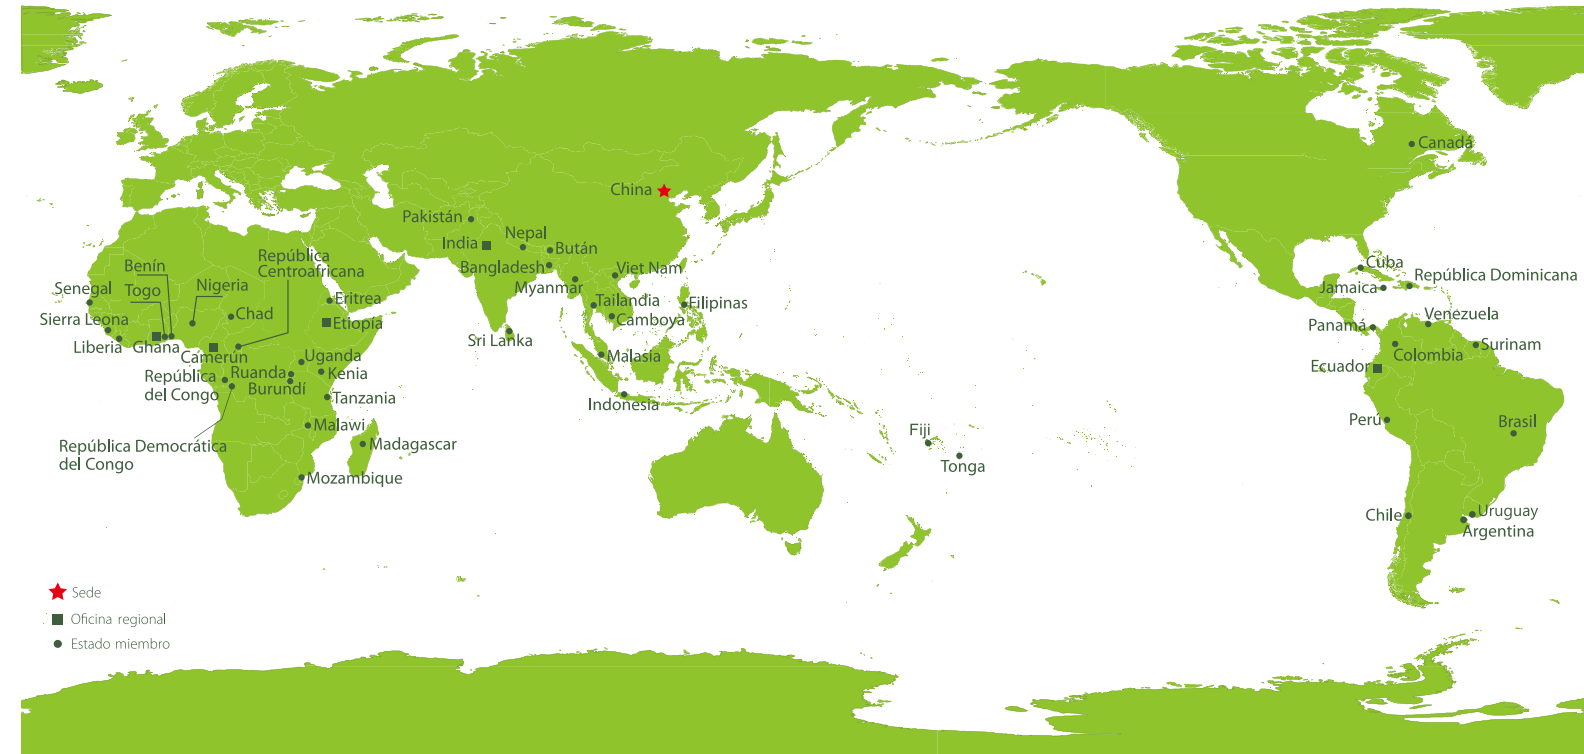 Canadá
China
Pakistán
Nepal
India
Bután
Bangladesh
Viet Nam
Myanmar
Tailandia
Filipinas
Camboya
Sri Lanka
Malasia
Indonesia
República
Centroafricana
Benín
Togo
Nigeria
Senegal
Eritrea
Chad
Sierra Leona
Etiopía
Liberia
Ghana
Camerún
Uganda
Ruanda
Kenia
República
del Congo
Burundí
Tanzania
Malawi
República Democrática
del Congo
Madagascar
Mozambique
Fiji
Tonga
Cuba
República Dominicana
Jamaica
Panamá
Venezuela
Colombia
Surinam
Ecuador
Perú
Brasil
Chile
Uruguay
Argentina
Sede
Oficina regional
Estado miembro